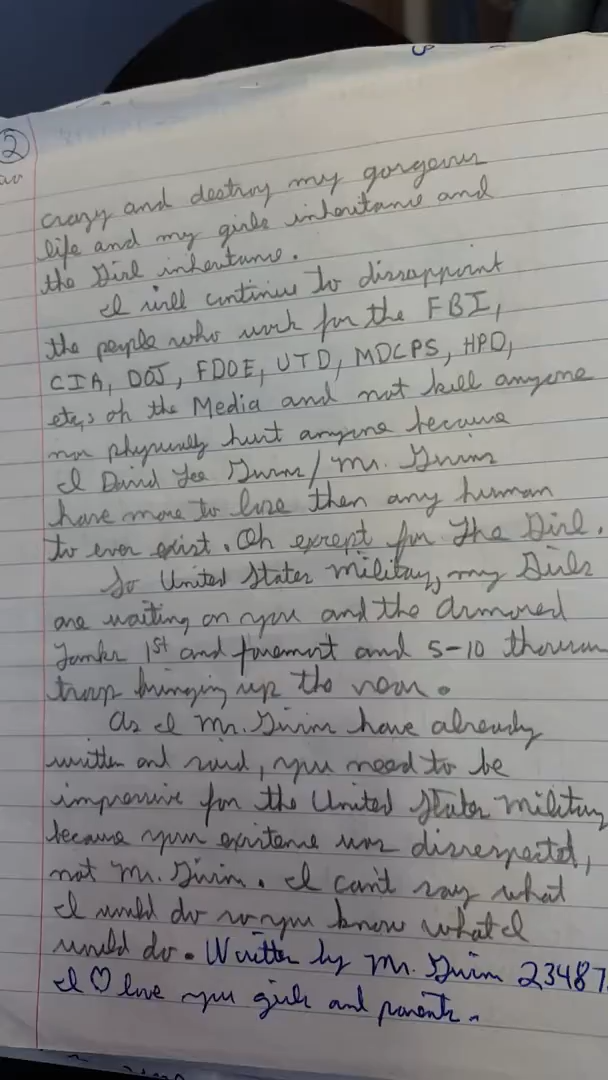 2
crazy and destroy my gorgeous
life and my girls inheritance and
the Girl inheritance.
I will continue to dissappoint
the people who work for the FBI,
CIA, DOJ, FDOE, UTD, MDCPS, HPD,
etc, or the Media and not kill anyone
nor physically hurt anyone because
I David Lee / Mr.
have more to lose then any human
to ever exist. Oh except for The Girl.
So United States Military, my Girls
are waiting on you and the Armored
Tanks 1st and foremost and 5-10
troop bringing up the rear.
As I Mr. have already
written and said, you need to be
impressive for the United States Military
because your existence was disrespected,
not Mr. I can't say what
I would do so you know what I
would do. Written by Mr. 23487
I ♡ love you girls and parents.